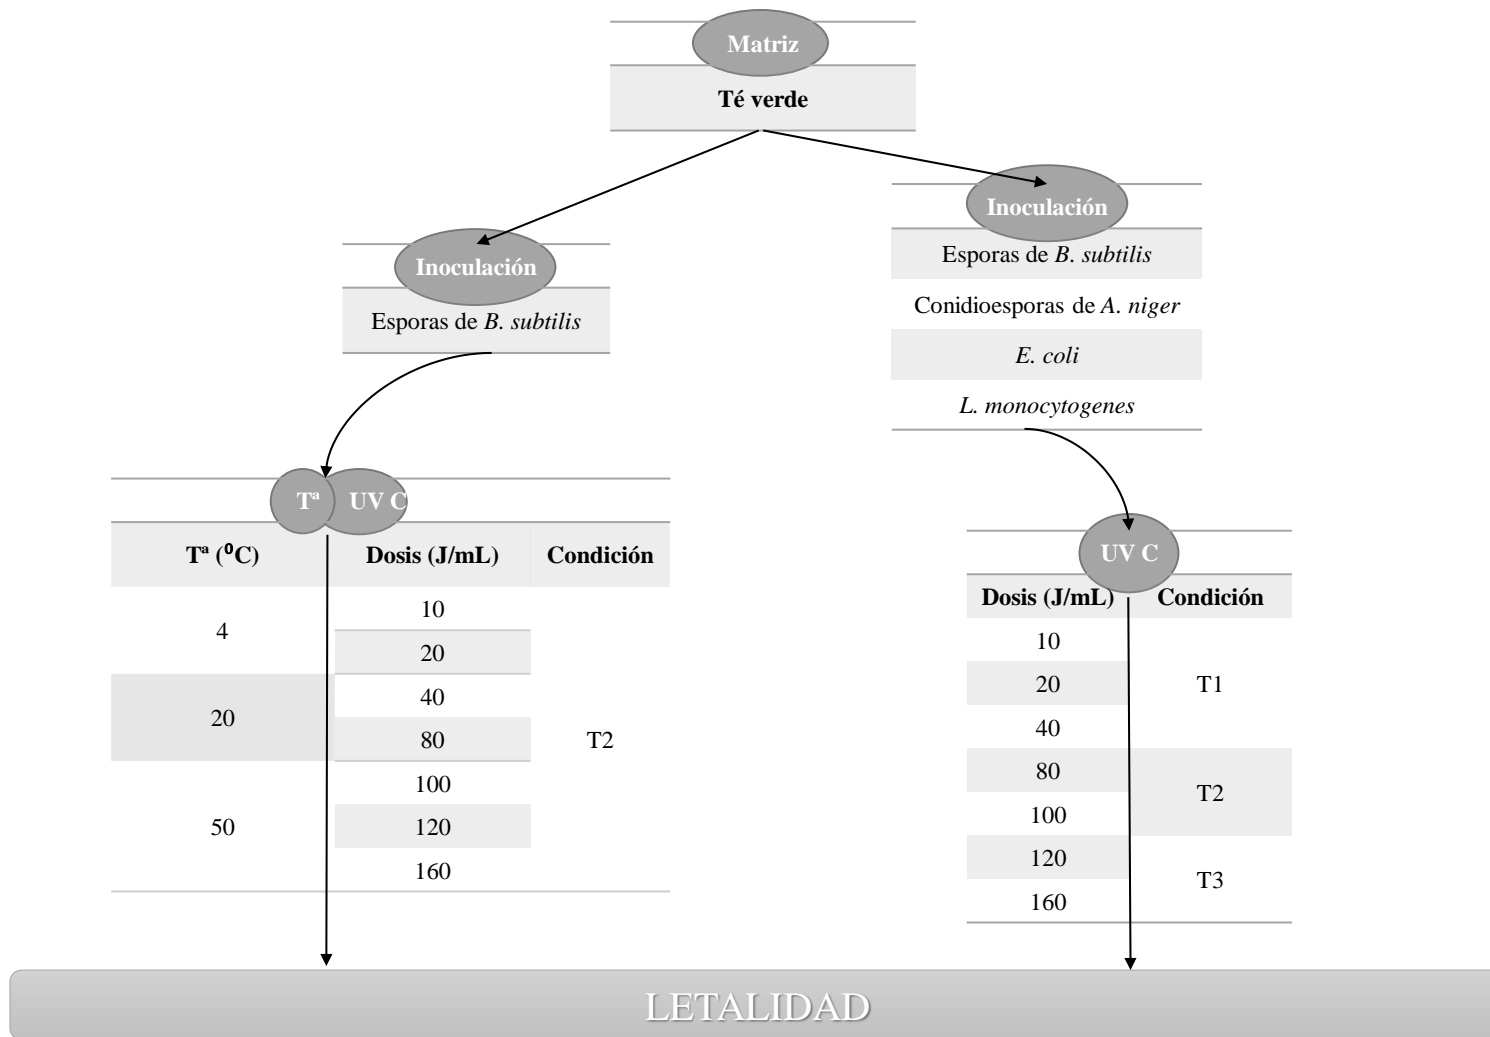 Matriz
Té verde
Inoculación
Esporas de B. subtilis
Tª UV C
Tª (⁰C) Dosis (J/mL) Condición
4
20
50
10
20
40
80
100
120
160
T2
Inoculación
Esporas de B. subtilis
Conidioesporas de A. niger
E. coli
L. monocytogenes
UV C
Dosis (J/mL) Condición
10
20
40
80
100
120
160
T1
T2
T3
LETALIDAD